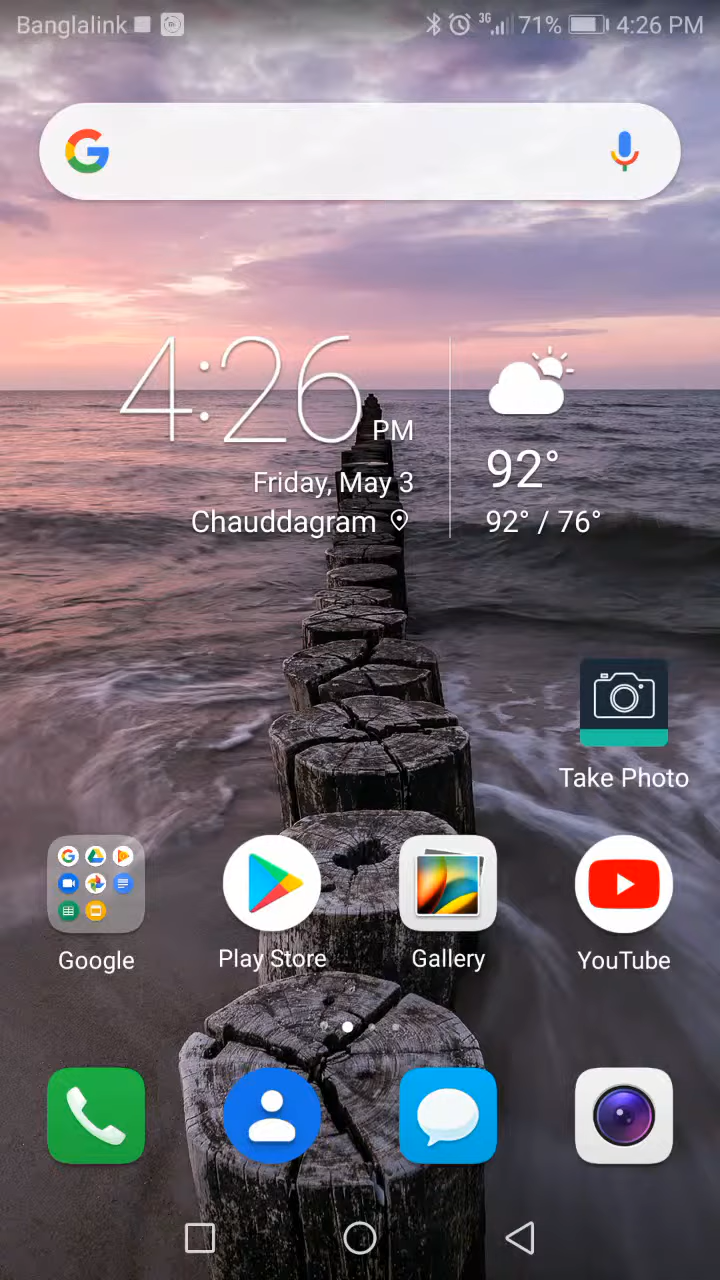 Banglalink
3G 71% 4:26 PM
4:26 PM
Friday, May 3
Chauddagram
92°
92° / 76°
Take Photo
Google Play Store Gallery YouTube